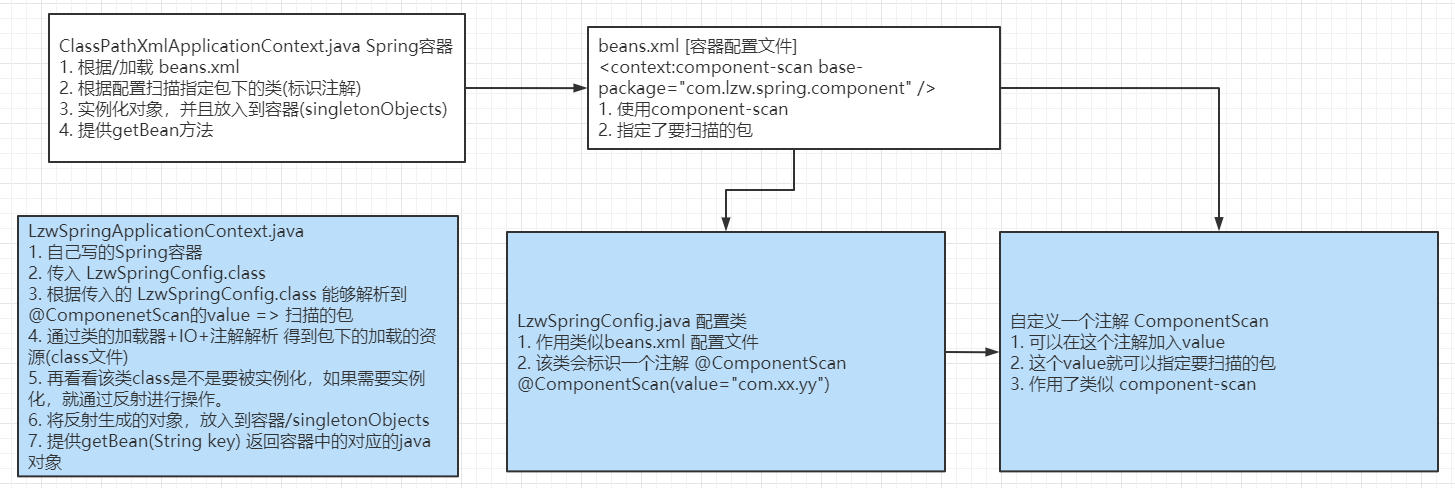 ClassPathXmlApplicationContext.java Spring容器
1. 根据/加载 beans.xml
2. 根据配置扫描指定包下的类(标识注解)
3. 实例化对象，并且放入到容器(singletonObjects)
4. 提供getBean方法
beans.xml [容器配置文件]
<context:component-scan base-
package="com.lzw.spring.component" />
1. 使用component-scan
2. 指定了要扫描的包
LzwSpringApplicationContext.java
1. 自己写的Spring容器
2. 传入 LzwSpringConfig.class
3. 根据传入的 LzwSpringConfig.class 能够解析到
@ComponenetScan的value => 扫描的包
4. 通过类的加载器+IO+注解解析 得到包下的加载的资
源(class文件)
5. 再看看该类class是不是要被实例化，如果需要实例
化，就通过反射进行操作。
6. 将反射生成的对象，放入到容器/singletonObjects
7. 提供getBean(String key) 返回容器中的对应的java
对象
LzwSpringConfig.java 配置类
1. 作用类似beans.xml 配置文件
2. 该类会标识一个注解 @ComponentScan
@ComponentScan(value="com.xx.yy")
自定义一个注解 ComponentScan
1. 可以在这个注解加入value
2. 这个value就可以指定要扫描的包
3. 作用了类似 component-scan